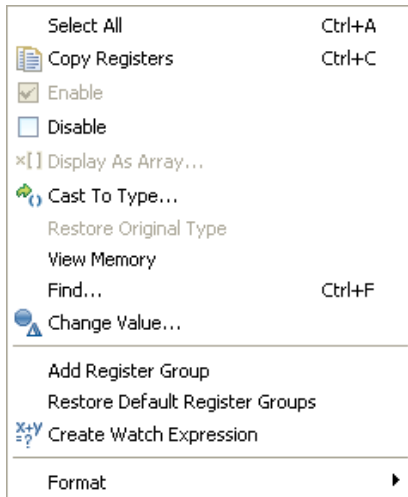 Select All Ctrl+A
Copy Registers Ctrl+C
Enable
Disable
×[] Display As Array...
Cast To Type...
Restore Original Type
View Memory
Find... Ctrl+F
Change Value...
Add Register Group
Restore Default Register Groups
x+y=? Create Watch Expression
Format